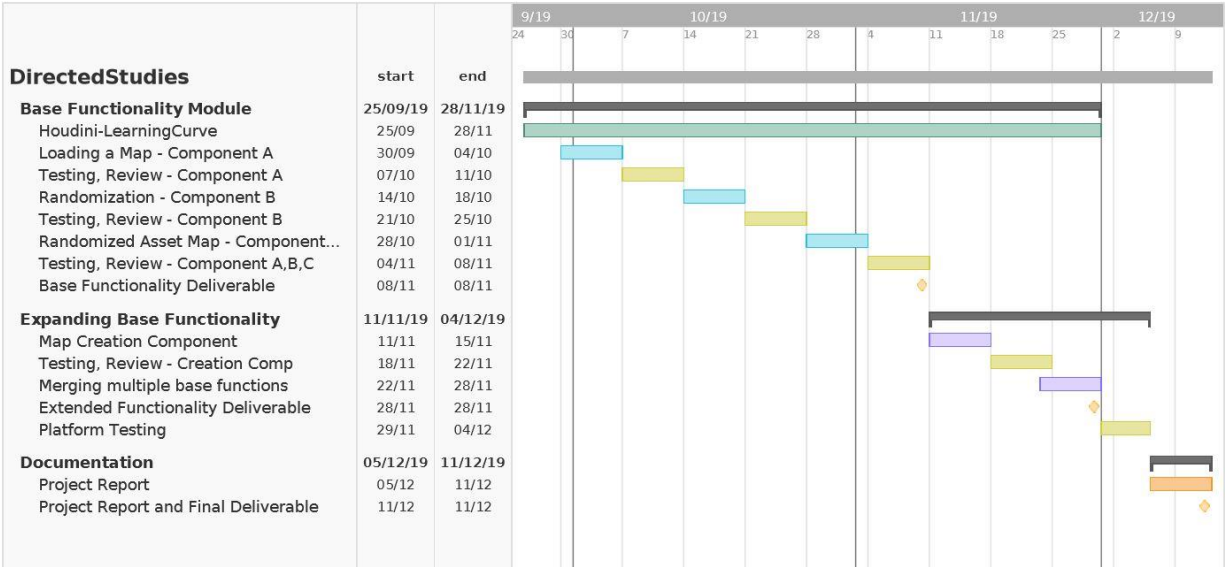 9/19 10/19 11/19 12/19
24 30 7 14 21 28 4 11 18 25 2 9
DirectedStudies start end
Base Functionality Module 25/09/19 28/11/19
Houdini-LearningCurve 25/09 28/11
Loading a Map - Component A 30/09 04/10
Testing, Review - Component A 07/10 11/10
Randomization - Component B 14/10 18/10
Testing, Review - Component B 21/10 25/10
Randomized Asset Map - Component... 28/10 01/11
Testing, Review - Component A,B,C 04/11 08/11
Base Functionality Deliverable 08/11 08/11
Expanding Base Functionality 11/11/19 04/12/19
Map Creation Component 11/11 15/11
Testing, Review - Creation Comp 18/11 22/11
Merging multiple base functions 22/11 28/11
Extended Functionality Deliverable 28/11 28/11
Platform Testing 29/11 04/12
Documentation 05/12/19 11/12/19
Project Report 05/12 11/12
Project Report and Final Deliverable 11/12 11/12